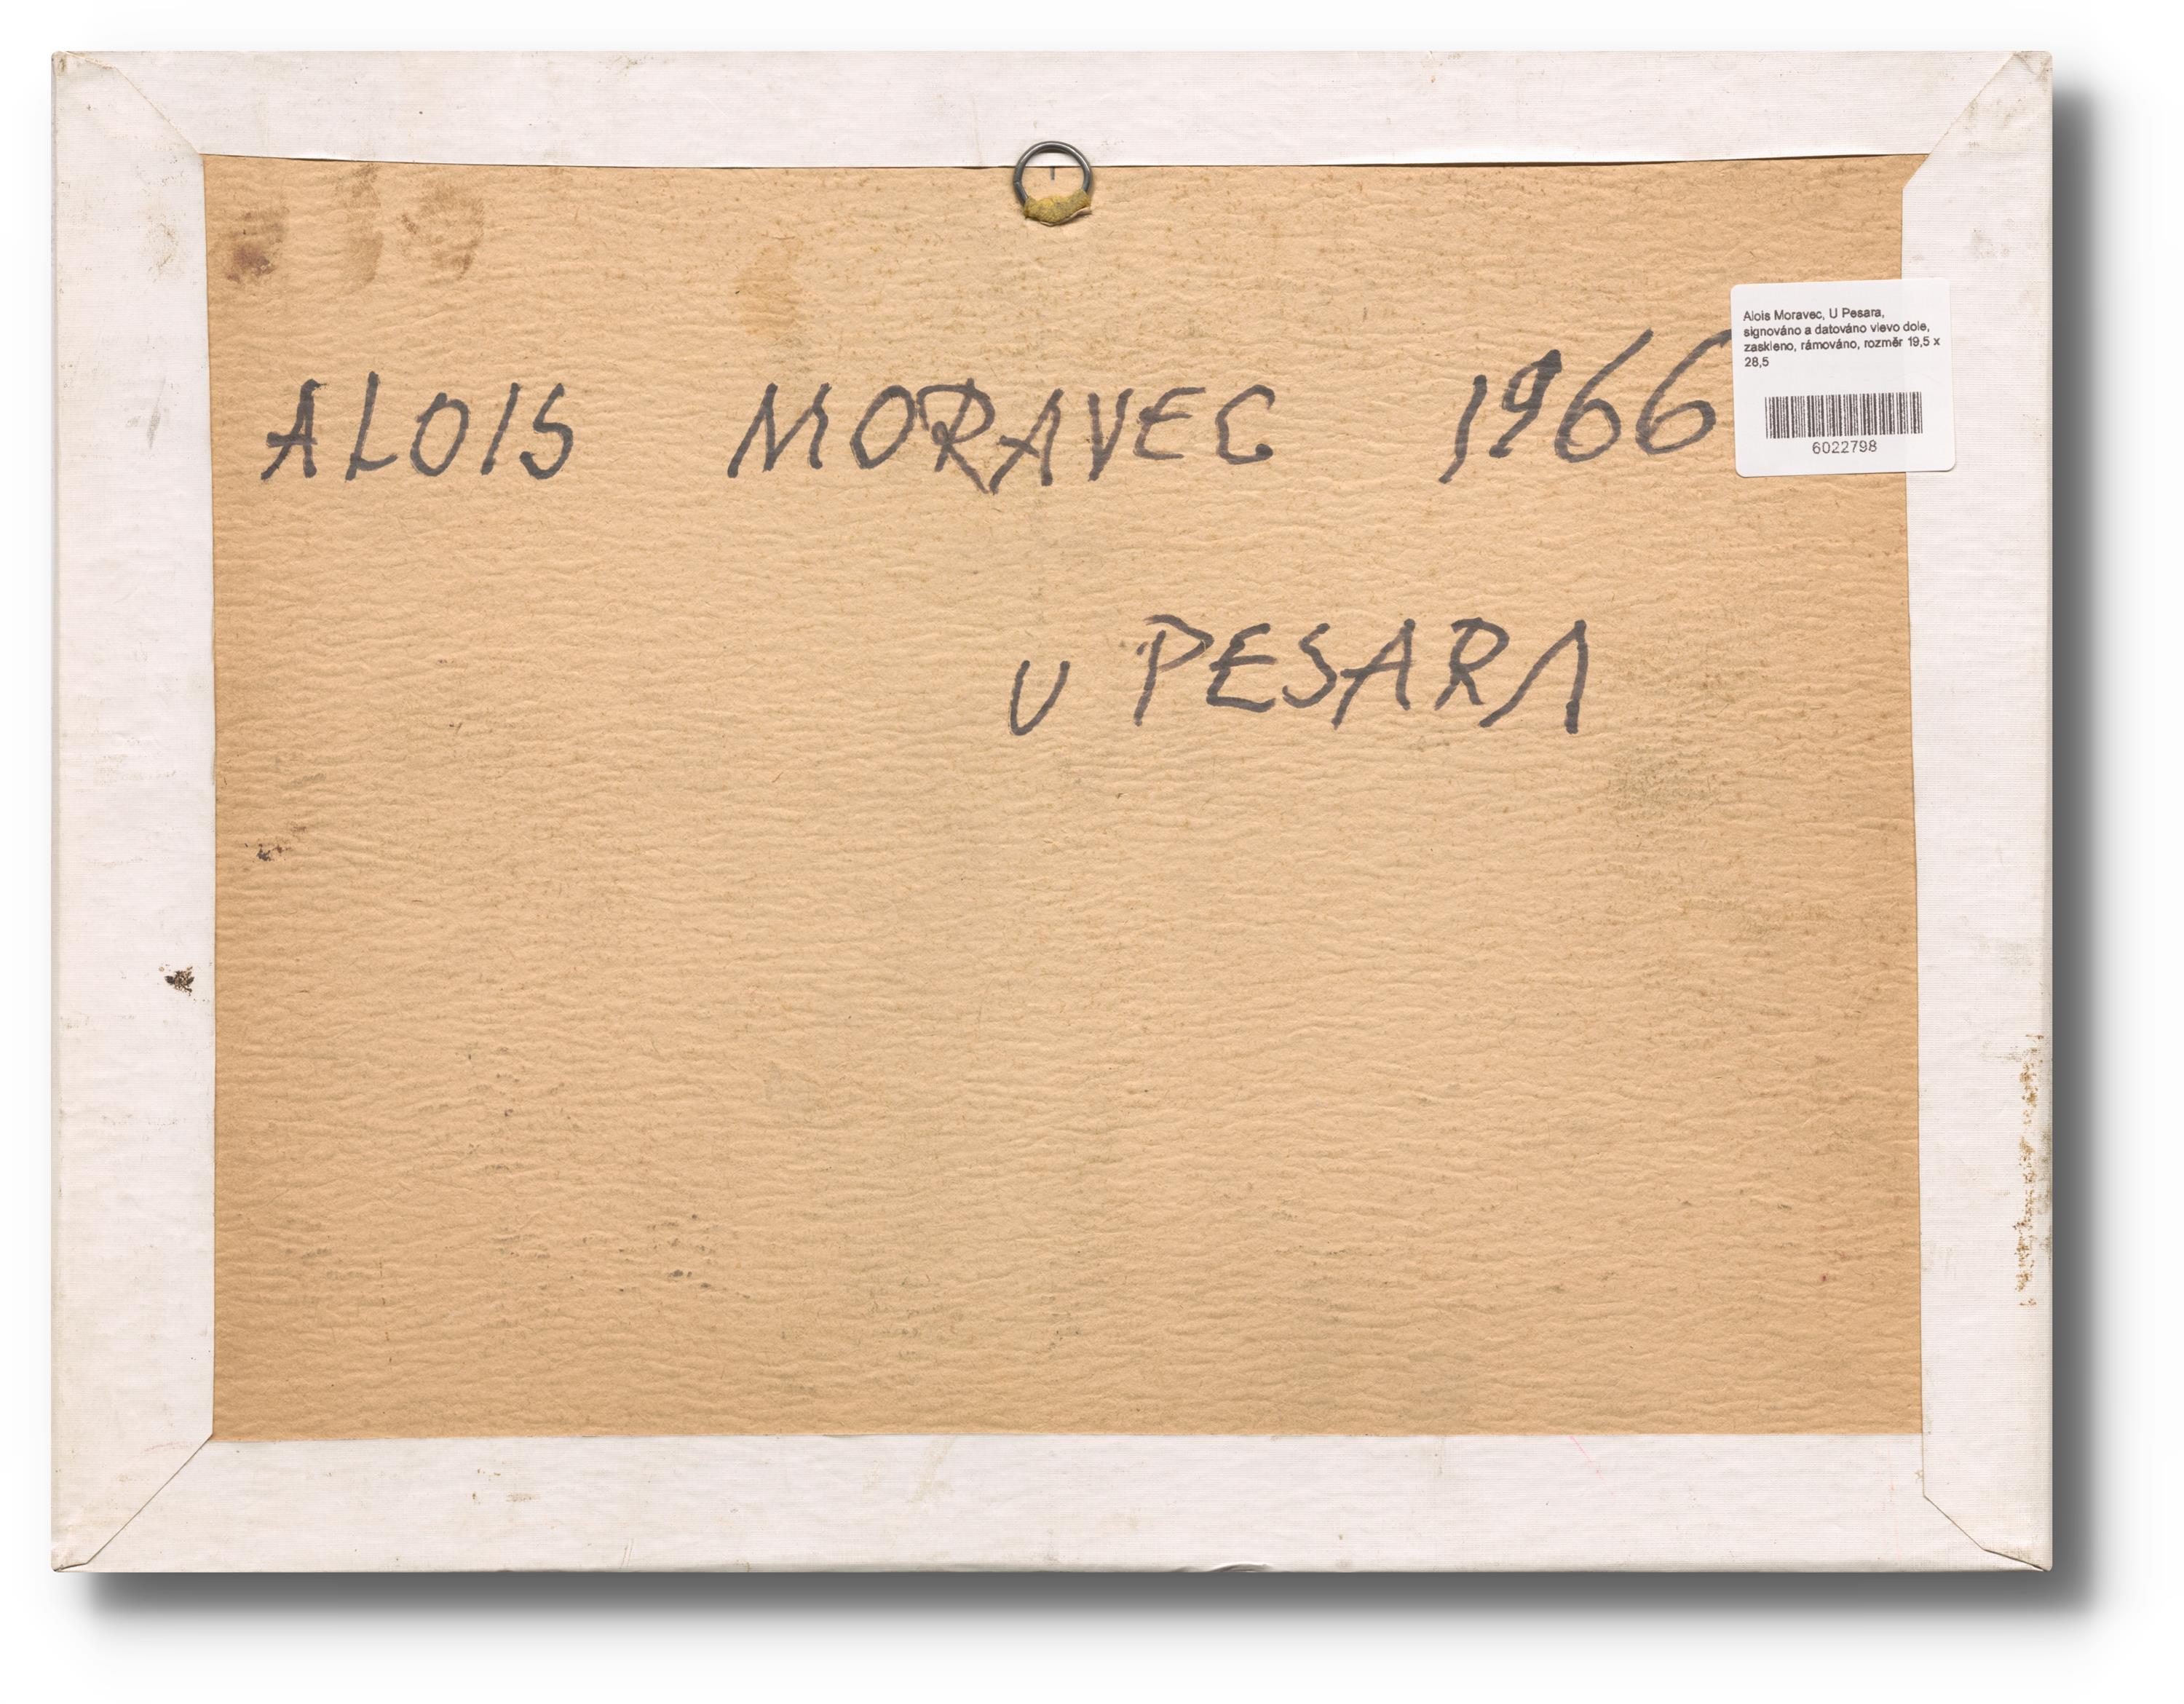 ALOIS MORAVEC 1966
Alois Moravec, U Pesara,
signováno a datováno vlevo dole,
zaskleno, rámováno, rozměr 19,5 x
28,5
6022798
U PESARA